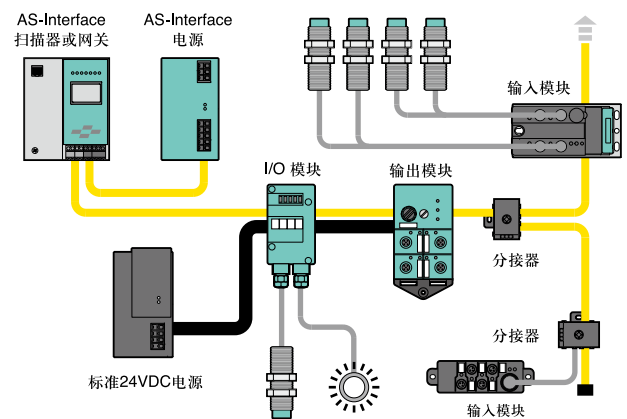 AS-Interface
扫描器或网关
AS-Interface
电源
输入模块
I/O 模块
输出模块
分接器
分接器
标准24VDC电源
输入模块